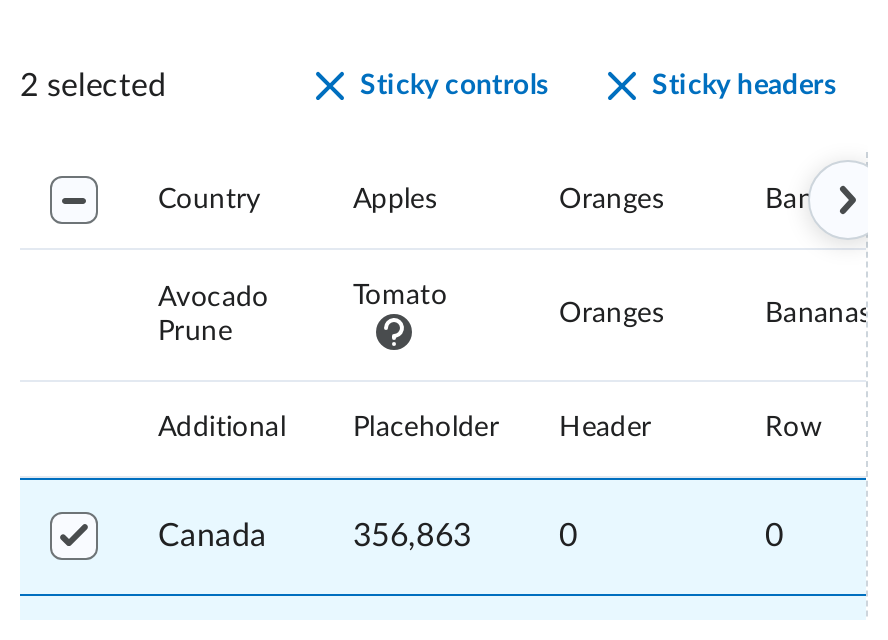 2 selected Sticky controls Sticky headers
Country Apples Oranges Ban
Avocado Tomato
Prune Oranges Bananas
Additional Placeholder Header Row
Canada 356,863 0 0